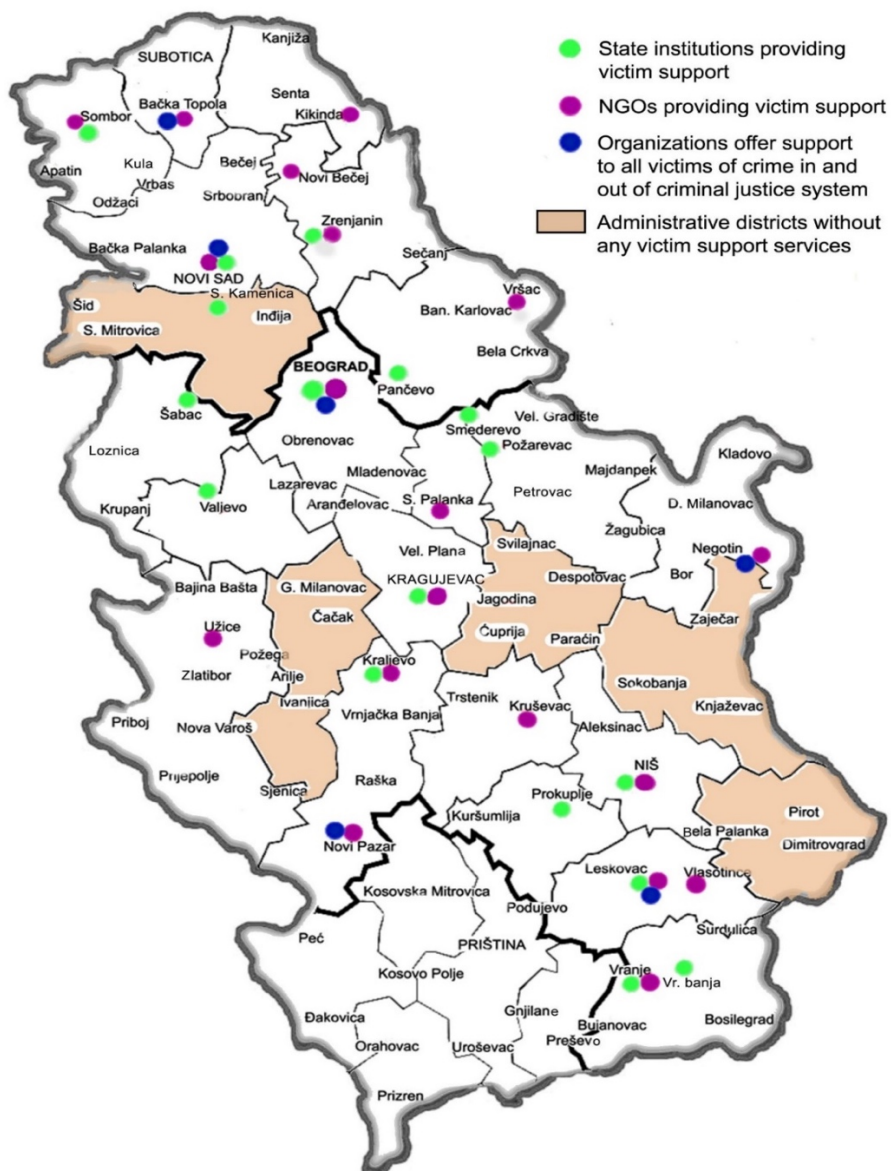 Kanjiža
SUBOTICA
Senta
Bačka Topola
Kikinda
Sombor
Kula
Bečej
Novi Bečej
Apatin
Vrbas
Srbobran
Odžaci
Zrenjanin
Bačka Palanka
Sečanj
NOVI SAD
S. Kamenica
Vršac
Šid
Inđija
Ban. Karlovac
S. Mitrovica
Bela Crkva
BEOGRAD
Pančevo
Šabac
Vel. Gradište
Smederevo
Požarevac
Obrenovac
Loznica
Kladovo
Mladenovac
Majdanpek
Lazarevac
Petrovac
S. Palanka
D. Milanovac
Krupanj
Valjevo
Aranđelovac
Žagubica
Svilajnac
Vel. Plana
Negotin
Bajina Bašta
G. Milanovac
KRAGUJEVAC
Despotovac
Bor
Jagodina
Čačak
Zaječar
Užice
Ćuprija
Paraćin
Požega
Kraljevo
Zlatibor
Arilje
Sokobanja
Ivanjica
Trstenik
Kruševac
Knjaževac
Priboj
Nova Varoš
Vrnjačka Banja
Aleksinac
NIŠ
Prijepolje
Raška
Sjenica
Prokuplje
Kuršumlija
Pirot
Bela Palanka
Dimitrovgrad
Novi Pazar
Leskovac
Vlasotince
Kosovska Mitrovica
Podujevo
Surdulica
Peć
PRIŠTINA
Kosovo Polje
Vranje
Vr. banja
Đakovica
Gnjilane
Bujanovac
Bosilegrad
Orahovac
Uroševac
Preševo
Prizren
State institutions providing
victim support
NGOs providing victim support
Organizations offer support
to all victims of crime in and
out of criminal justice system
Administrative districts without
any victim support services